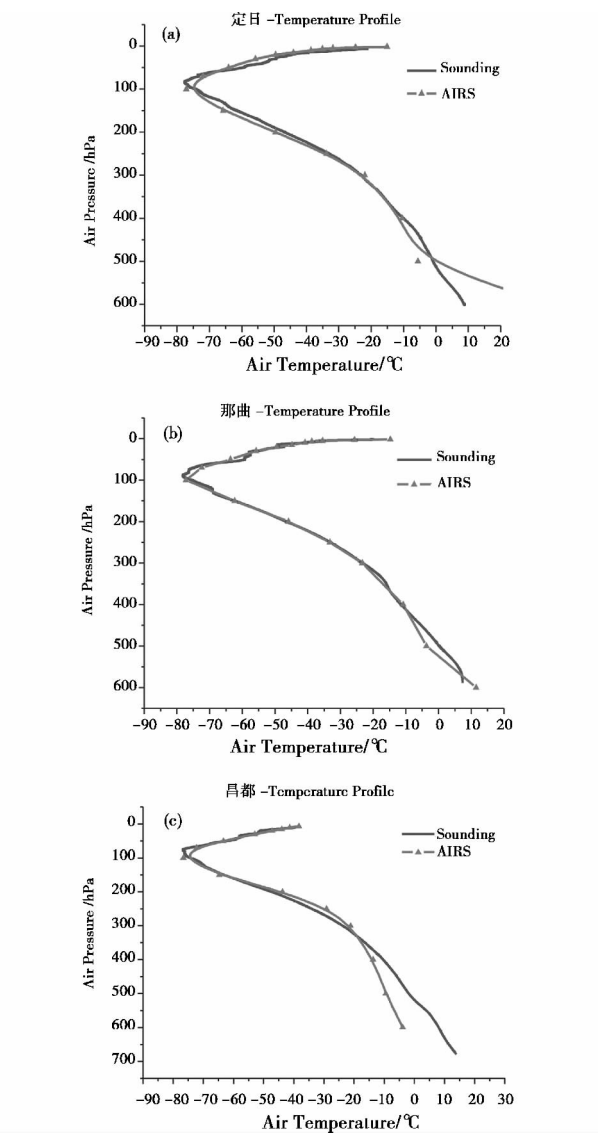 定日 -Temperature Profile
(a)
0
100
200
300
400
500
600
Air Pressure /hPa
Sounding
AIRS
-90 -80 -70 -60 -50 -40 -30 -20 -10 0 10 20
Air Temperature/℃
那曲 -Temperature Profile
(b)
0
100
200
300
400
500
600
Air Pressure /hPa
Sounding
AIRS
-90 -80 -70 -60 -50 -40 -30 -20 -10 0 10 20
Air Temperature/℃
昌都 -Temperature Profile
(c)
0
100
200
300
400
500
600
700
Air Pressure /hPa
Sounding
AIRS
-90 -80 -70 -60 -50 -40 -30 -20 -10 0 10 20 30
Air Temperature/℃